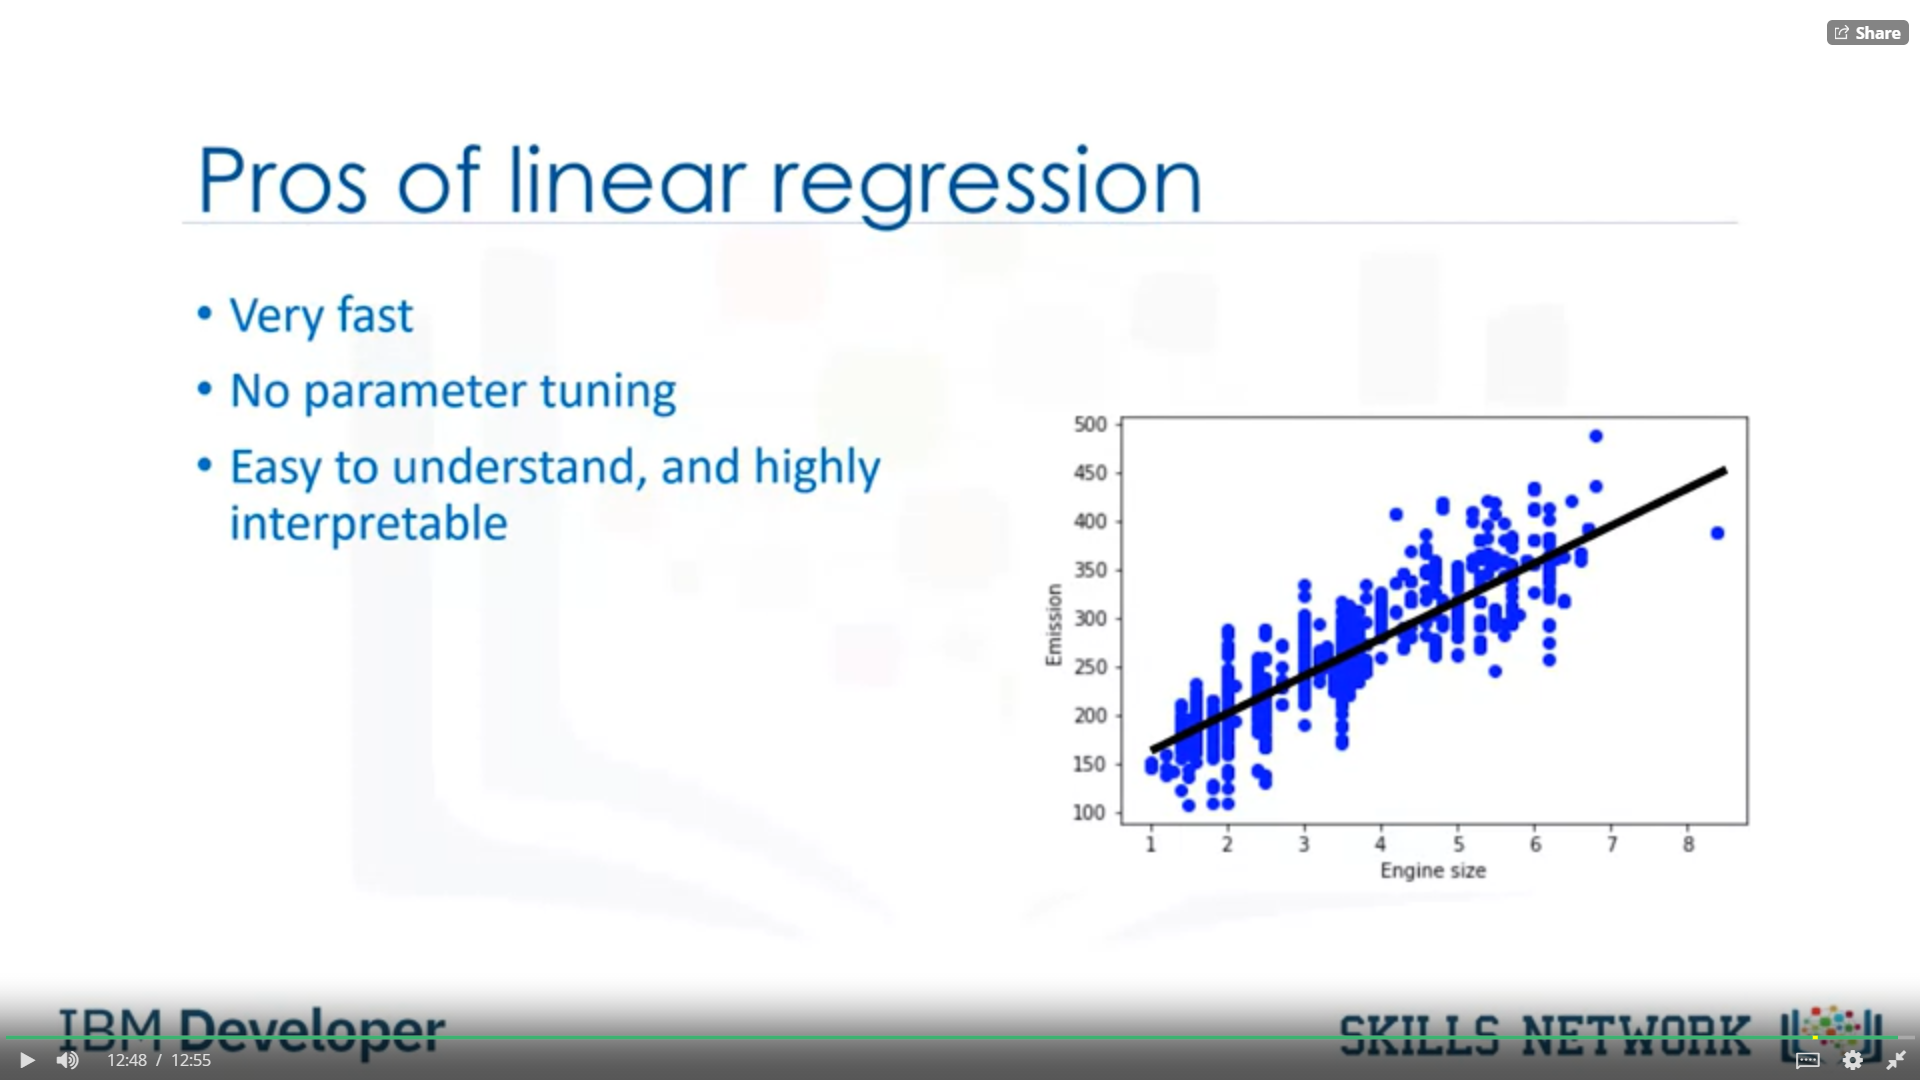 Share
Pros of linear regression
• Very fast
• No parameter tuning
• Easy to understand, and highly
interpretable
500
450
400
350
300
250
200
150
100
Emission
1 2 3 4 5 6 7 8
Engine size
IBM Developer
SKILLS NETWORK
12:48 / 12:55